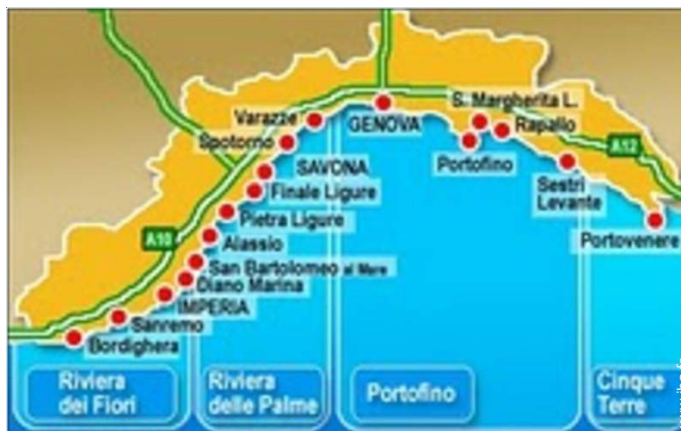 Varazze
GENOVA
S. Margherita L.
Rapallo
Spotorno
Portofino
A12
SAVONA
Sestri
Levante
Finale Ligure
Pietra Ligure
Portovenere
A10
Alassio
San Bartolomeo al Mare
Diano Marina
IMPERIA
Sanremo
Bordighera
Riviera
dei Fiori
Riviera
delle Palme
Portofino
Cinque
Terre